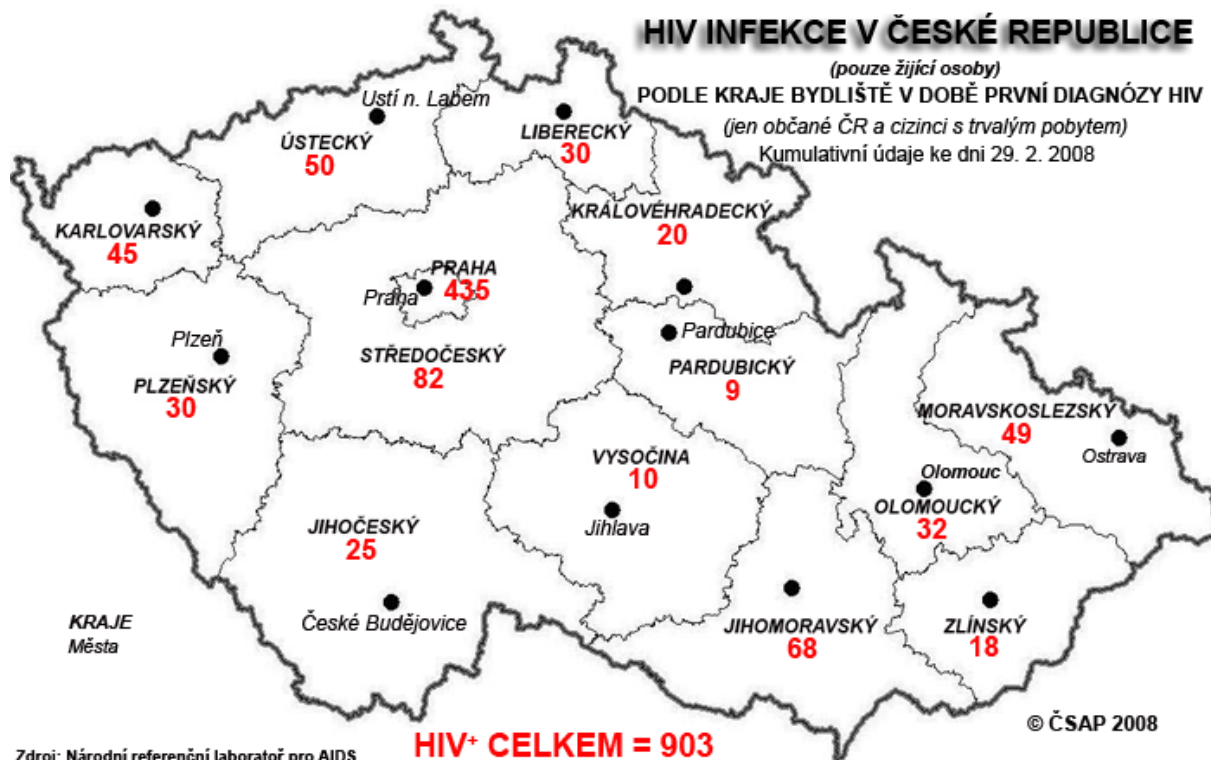 HIV INFEKCE V ČESKÉ REPUBLICE
(pouze žijící osoby)
PODLE KRAJE BYDLIŠTĚ V DOBĚ PRVNÍ DIAGNÓZY HIV
(jen občané ČR a cizinci s trvalým pobytem)
Kumulativní údaje ke dni 29. 2. 2008
Ustí n. Labem
ÚSTECKÝ
50
LIBERECKÝ
30
KARLOVARSKÝ
45
KRÁLOVÉHRADECKÝ
20
PRAHA
Praha
435
STŘEDOČESKÝ
82
Plzeň
PLZEŇSKÝ
30
Pardubice
PARDUBICKÝ
9
MORAVSKOSLEZSKÝ
49
Ostrava
VYSOČINA
10
Jihlava
Olomouc
OLOMOUCKÝ
32
JIHOČESKÝ
25
České Budějovice
JIHOMORAVSKÝ
68
ZLÍNSKÝ
18
KRAJE
Města
© ČSAP 2008
HIV⁺ CELKEM = 903
Zdroj: Národní referenční laboratoř pro AIDS